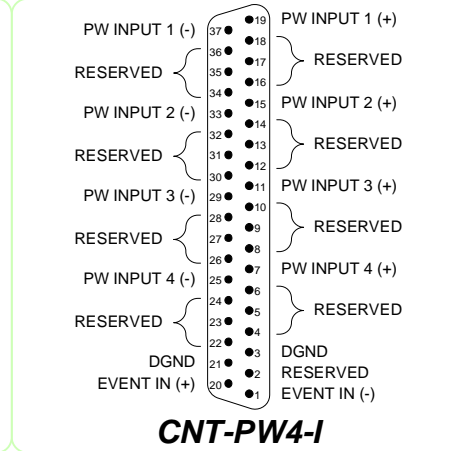 PW INPUT 1 (-) 37 19 PW INPUT 1 (+)
36 18
RESERVED 35 17 RESERVED
34 16
PW INPUT 2 (-) 33 15 PW INPUT 2 (+)
32 14
RESERVED 31 13 RESERVED
30 12
PW INPUT 3 (-) 29 11 PW INPUT 3 (+)
28 10
RESERVED 27 9 RESERVED
26 8
PW INPUT 4 (-) 25 7 PW INPUT 4 (+)
24 6
RESERVED 23 5 RESERVED
22 4
DGND 21 3 DGND
EVENT IN (+) 20 2 RESERVED
1 EVENT IN (-)
CNT-PW4-I